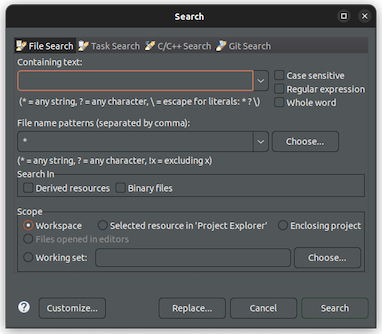 Search
File Search Task Search C/C++ Search Git Search
Containing text:
Case sensitive
Regular expression
(* = any string, ? = any character, \ = escape for literals: * ? \)
Whole word
File name patterns (separated by comma):
* Choose...
(* = any string, ? = any character, !x = excluding x)
Search In
Derived resources Binary files
Scope
Workspace Selected resource in 'Project Explorer' Enclosing project
Files opened in editors
Working set: Choose...
? Customize... Replace... Cancel Search